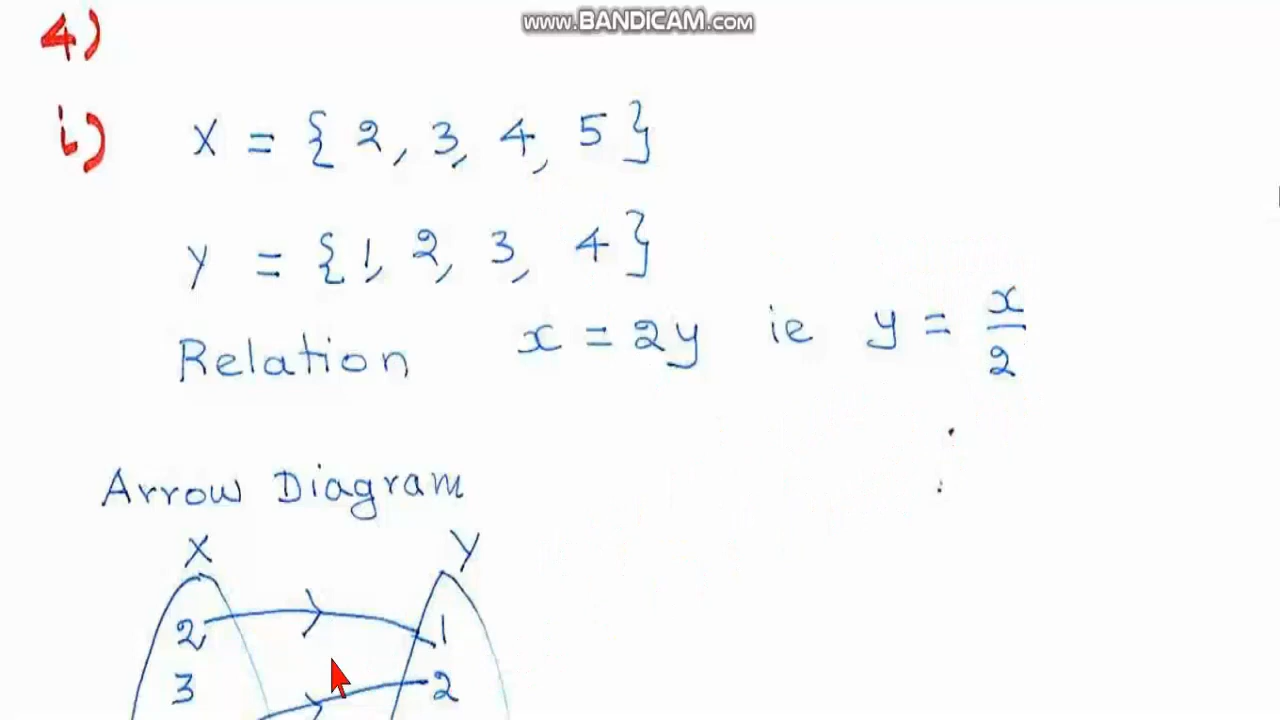 www.BANDICAM.com
4)
i) X = { 2, 3, 4, 5 }
Y = { 1, 2, 3, 4 }
Relation x = 2y ie y = x/2
Arrow Diagram
X Y
2 1
3 2